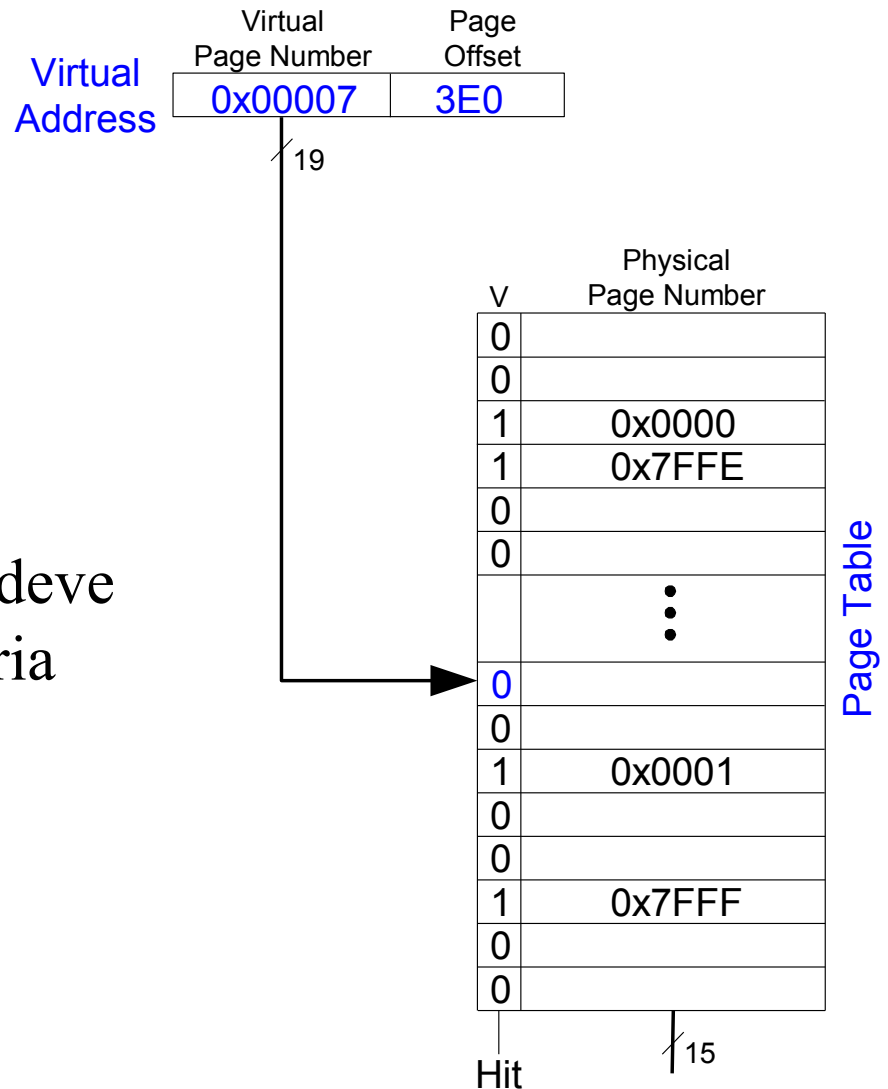 Virtual
Page Number
Page
Offset
Virtual
Address
0x00007
3E0
19
V
Physical
Page Number
0
0
1 0x0000
1 0x7FFE
0
0
deve
ria
Page Table
0
0
1 0x0001
0
0
1 0x7FFF
0
0
Hit
15